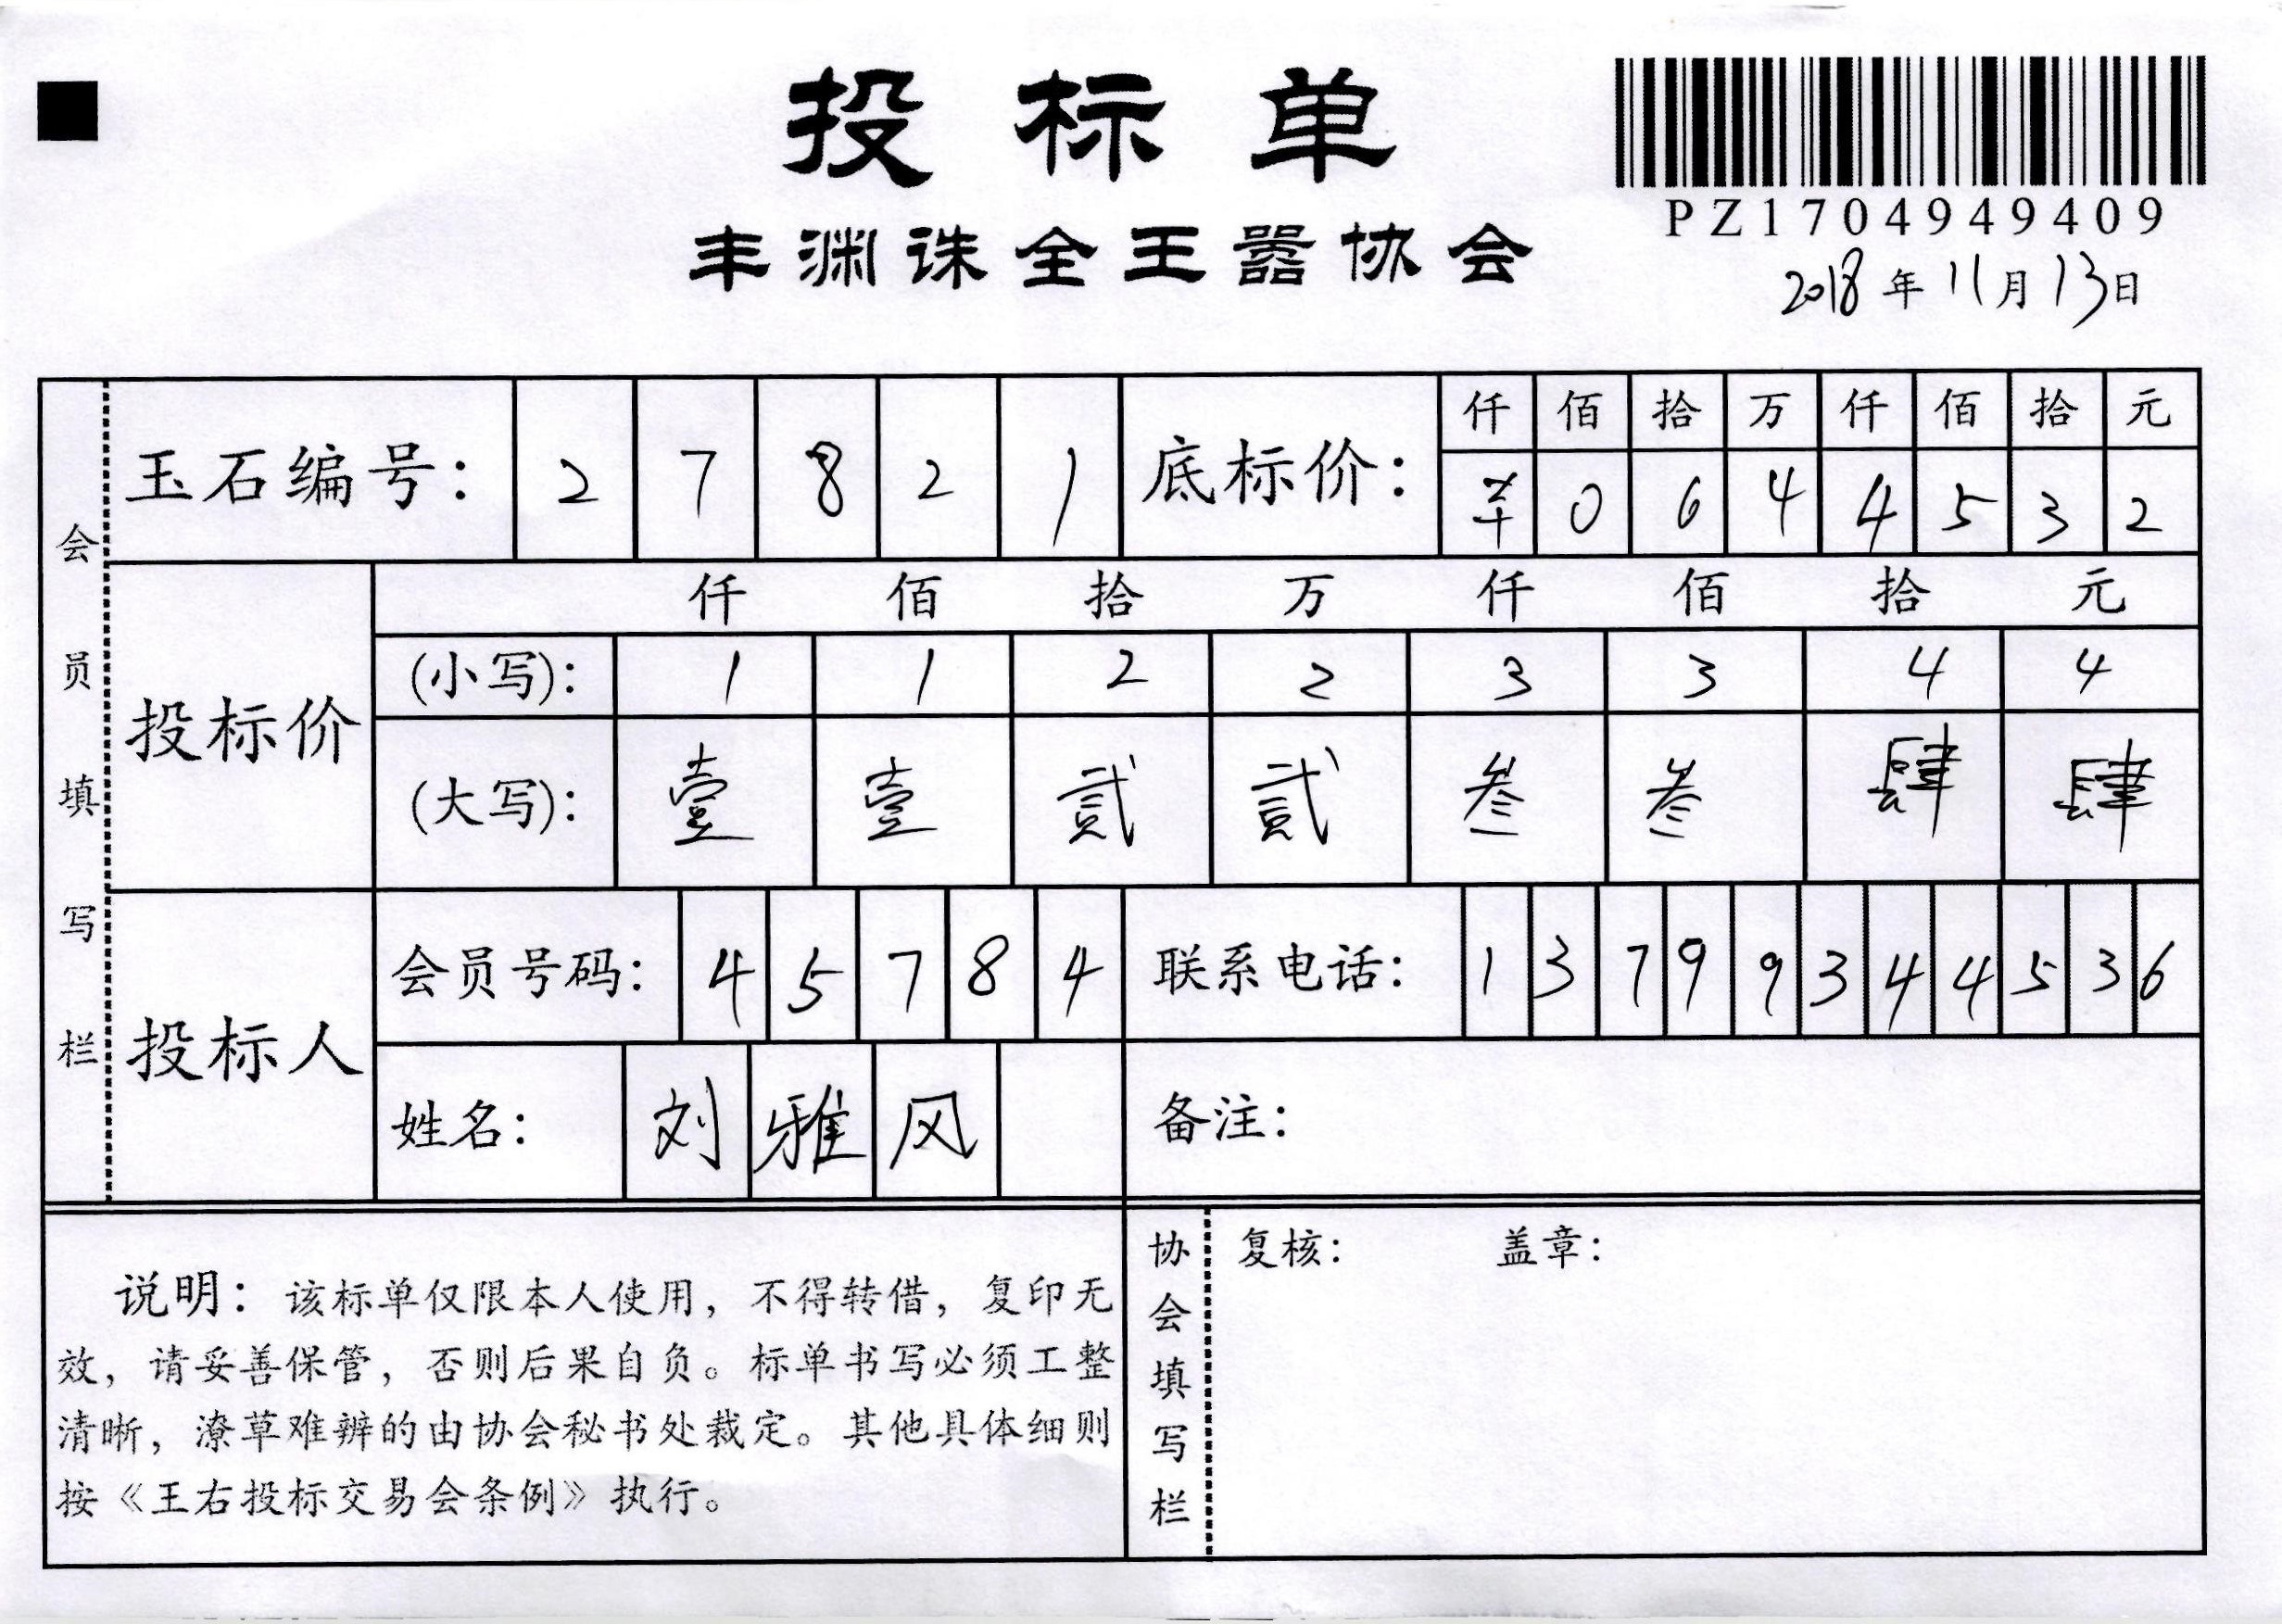 投标单
PZ1704949409
丰渊诛全王嚣协会
2018年11月13日
会员填写栏
玉石编号： 2 7 8 2 1
底标价： 仟 佰 拾 万 仟 佰 拾 元
0 6 4 4 5 3 2
投标价
仟 佰 拾 万 仟 佰 拾 元
(小写)： 1 1 2 2 3 3 4 4
(大写)： 壹 壹 贰 贰 叁 叁 肆 肆
投标人
会员号码： 4 5 7 8 4
联系电话： 1 3 7 9 9 3 4 4 5 3 6
姓名： 刘 雅 风
备注：
说明：该标单仅限本人使用，不得转借，复印无
效，请妥善保管，否则后果自负。标单书写必须工整
清晰，潦草难辨的由协会秘书处裁定。其他具体细则
按《王右投标交易会条例》执行。
协会填写栏
复核： 盖章：